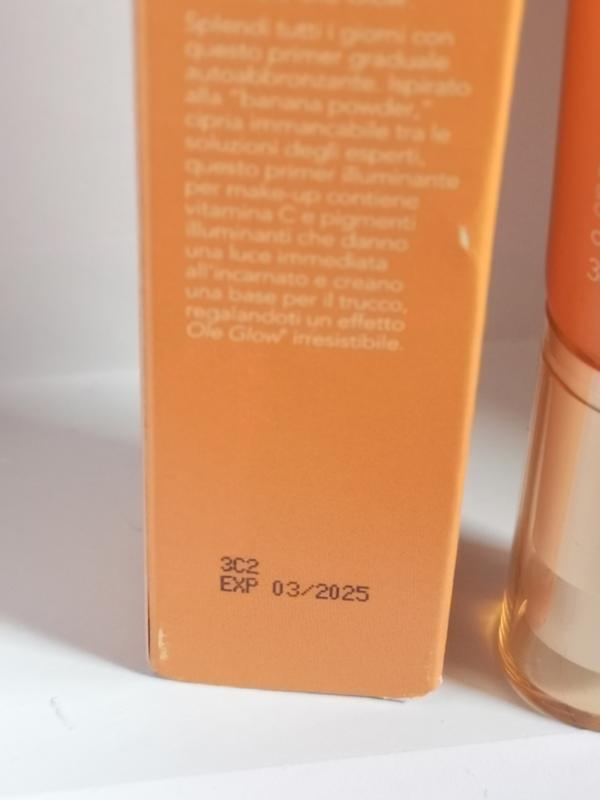 Splendi tutti i giorni con
questo primer graduale
autoabbronzante. Ispirato
alla "banana powder,"
cipria immancabile tra le
soluzioni degli esperti,
questo primer illuminante
per make-up contiene
vitamina C e pigmenti
illuminanti che danno
una luce immediata
all'incarnato e creano
una base per il trucco,
regalandoti un effetto
Ole Glow® irresistibile.
3C2
EXP 03/2025